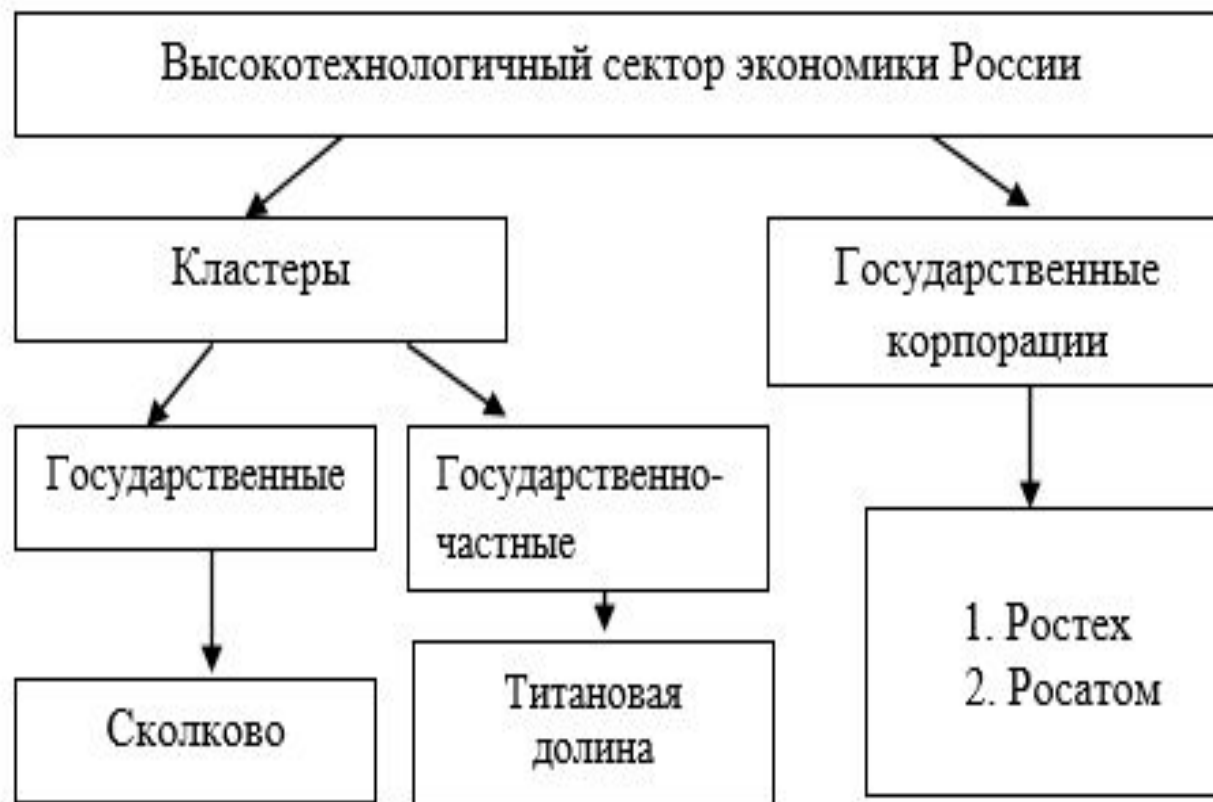 Высокотехнологичный сектор экономики России
Кластеры
Государственные
корпорации
Государственные
Государственно-
частные
1. Ростех
2. Росатом
Сколково
Титановая
долина